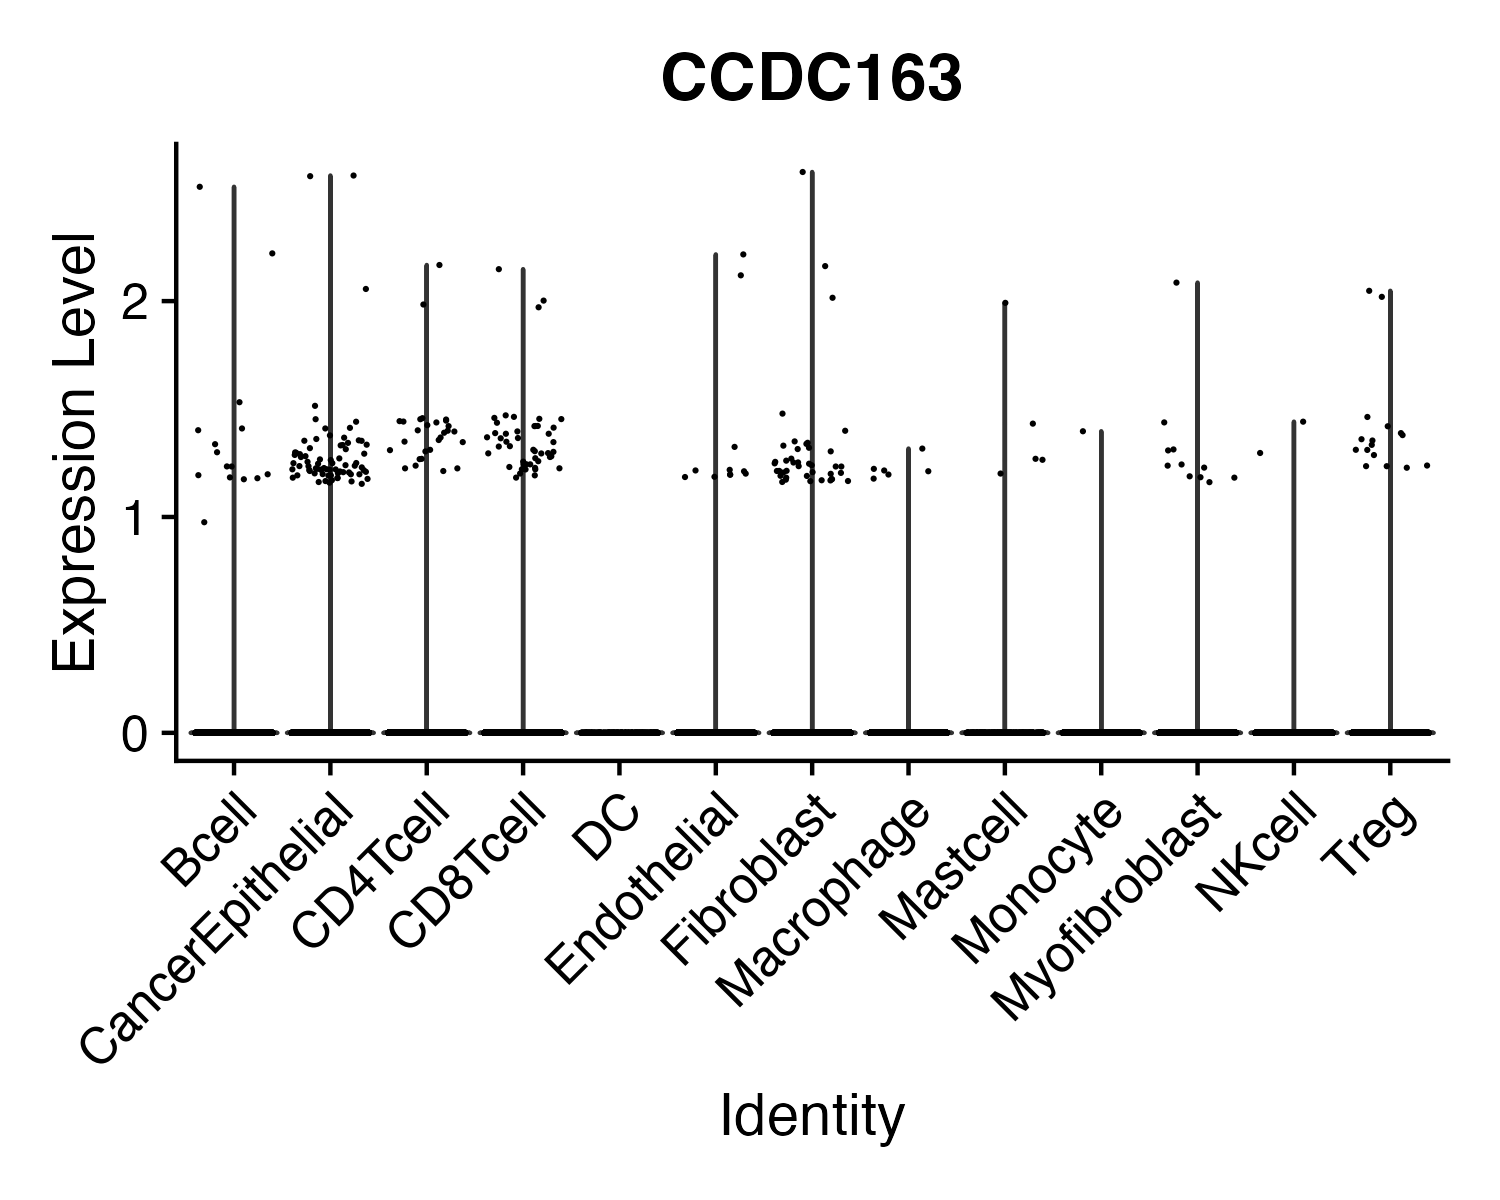 CCDC163
Expression Level
2
1
0
Bcell
CancerEpithelial
CD4Tcell
CD8Tcell
DC
Endothelial
Fibroblast
Macrophage
Mastcell
Monocyte
Myofibroblast
NKcell
Treg
Identity